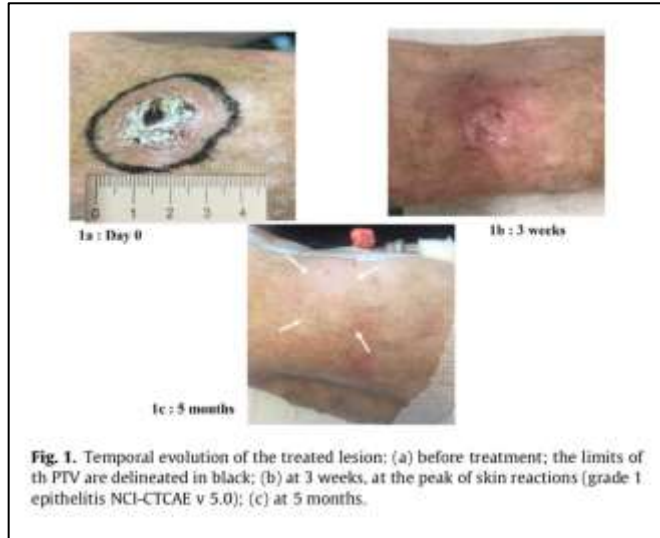 0 1 2 3 4
1a : Day 0
1b : 3 weeks
1c : 5 months
Fig. 1. Temporal evolution of the treated lesion: (a) before treatment; the limits of
th PTV are delineated in black; (b) at 3 weeks, at the peak of skin reactions (grade 1
epithelitis NCI-CTCAE v 5.0); (c) at 5 months.